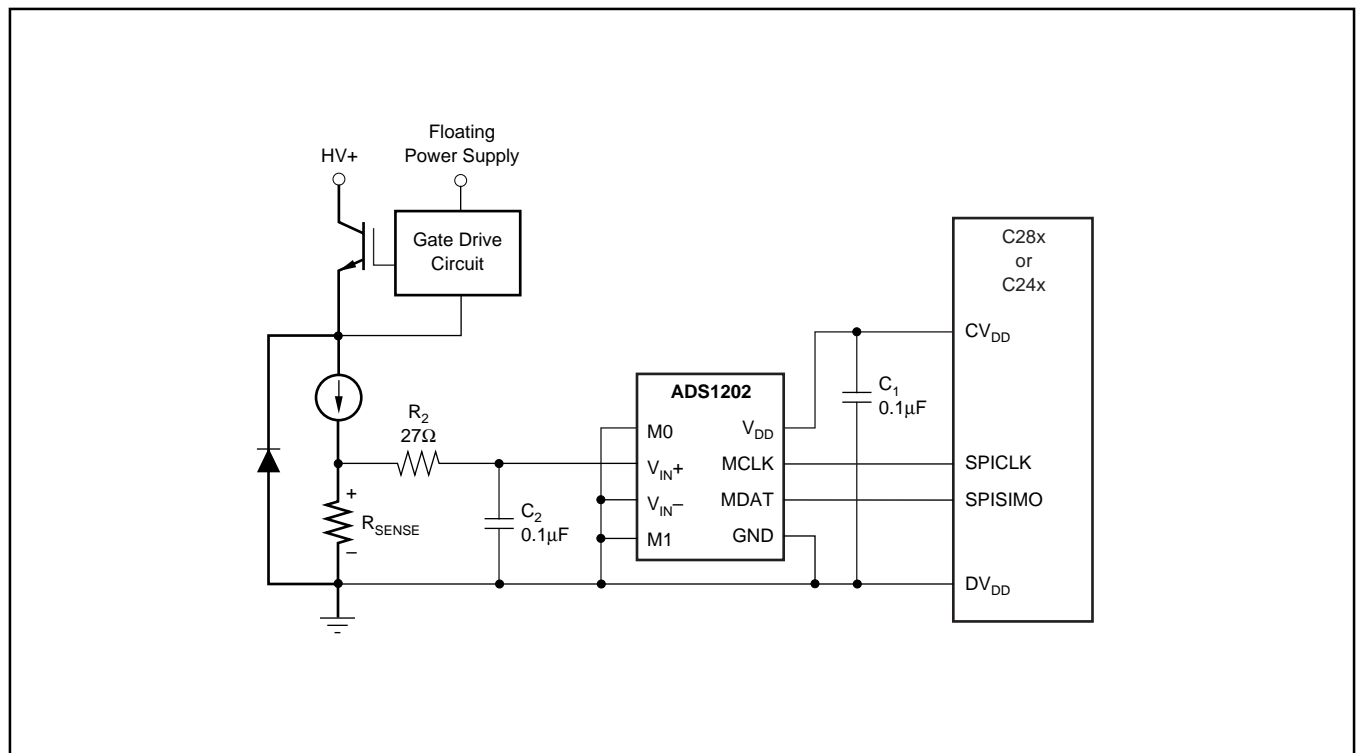 Floating
Power Supply
HV+
Gate Drive
Circuit
C28x
or
C24x
CV_DD
ADS1202
C_1
0.1μF
R_2
27Ω
M0
V_DD
V_IN+
MCLK
SPICLK
V_IN–
MDAT
SPISIMO
M1
GND
+
R_SENSE
–
C_2
0.1μF
DV_DD